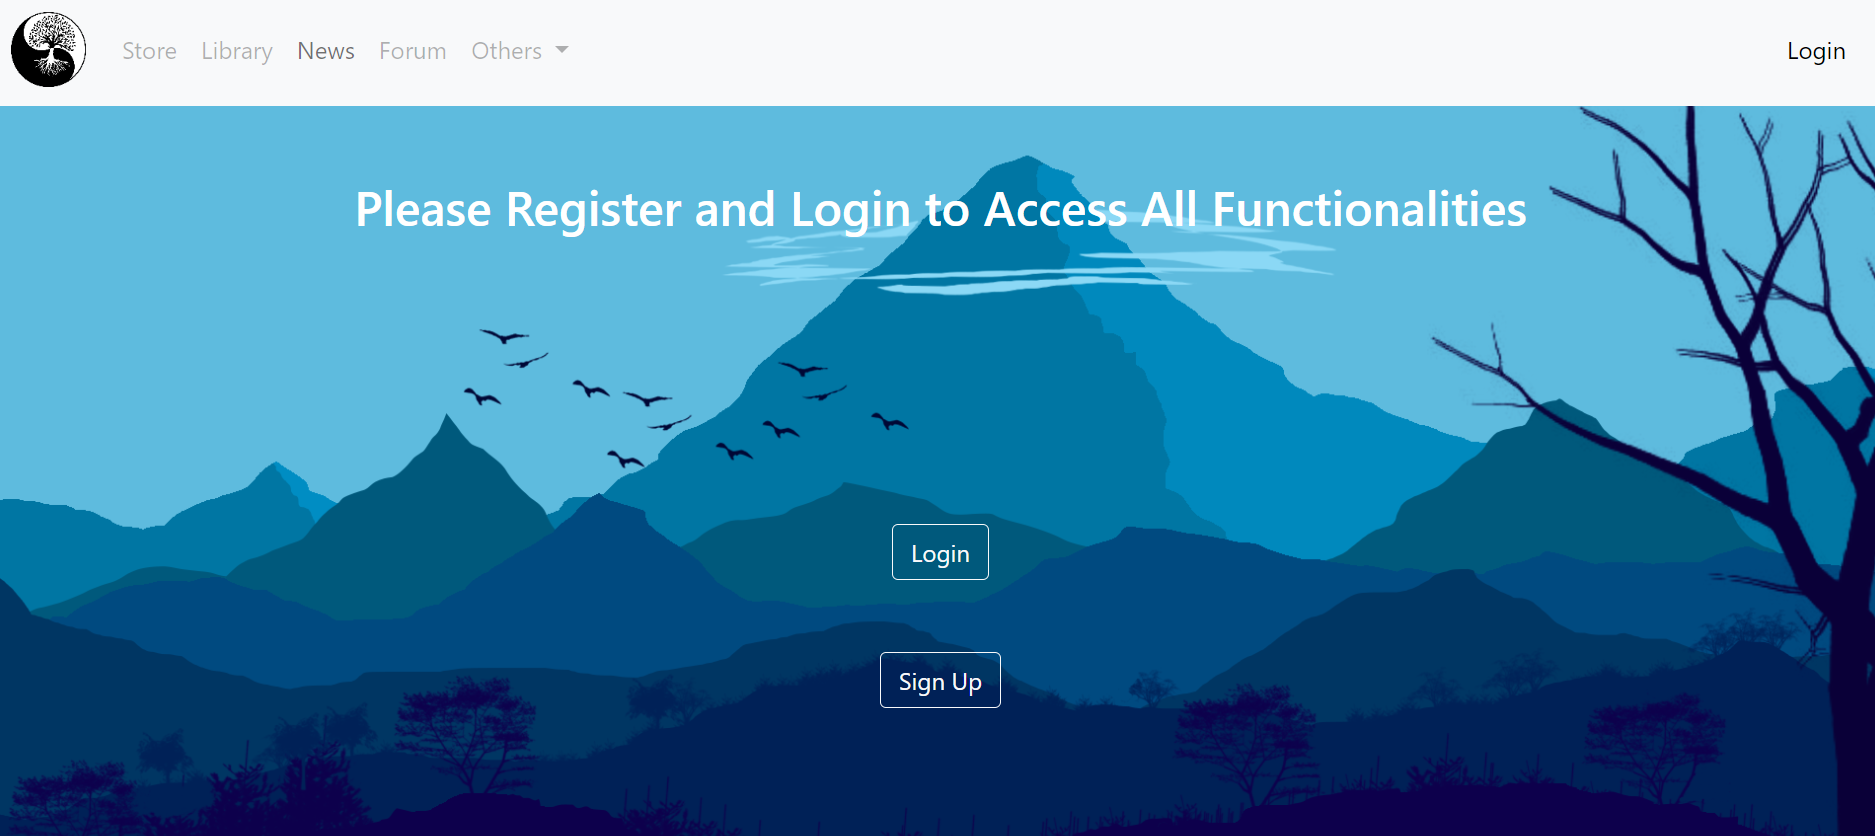 Store Library News Forum Others Login
Please Register and Login to Access All Functionalities
Login
Sign Up